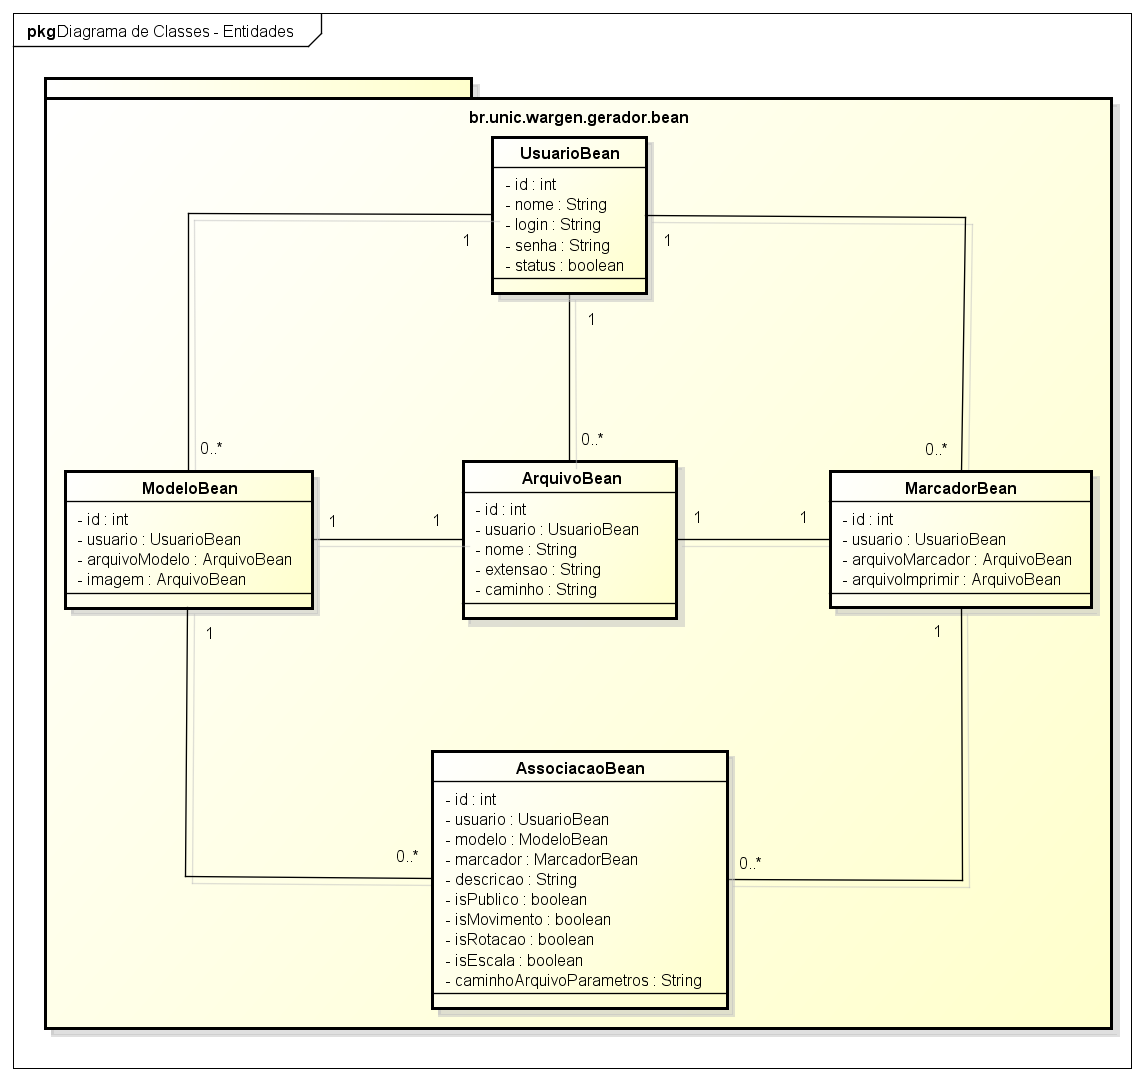 pkg Diagrama de Classes - Entidades
br.unic.wargen.gerador.bean
UsuarioBean
- id : int
- nome : String
- login : String
- senha : String
- status : boolean
1
1
1
0..*
0..*
0..*
ModeloBean
- id : int
- usuario : UsuarioBean
- arquivoModelo : ArquivoBean
- imagem : ArquivoBean
1
1
ArquivoBean
- id : int
- usuario : UsuarioBean
- nome : String
- extensao : String
- caminho : String
1
1
MarcadorBean
- id : int
- usuario : UsuarioBean
- arquivoMarcador : ArquivoBean
- arquivoImprimir : ArquivoBean
1
1
0..*
0..*
AssociacaoBean
- id : int
- usuario : UsuarioBean
- modelo : ModeloBean
- marcador : MarcadorBean
- descricao : String
- isPublico : boolean
- isMovimento : boolean
- isRotacao : boolean
- isEscala : boolean
- caminhoArquivoParametros : String